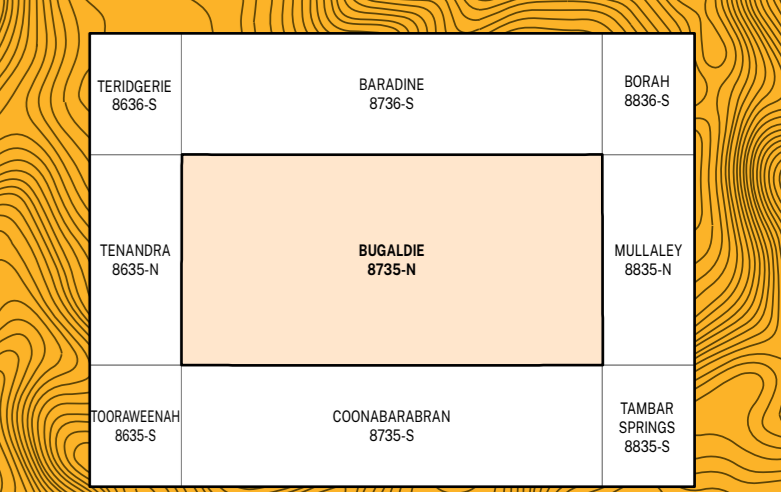 TERIDGERIE
8636-S
BARADINE
8736-S
BORAH
8836-S
TENANDRA
8635-N
BUGALDIE
8735-N
MULLALEY
8835-N
TOORAWEENAH
8635-S
COONABARABRAN
8735-S
TAMBAR
SPRINGS
8835-S